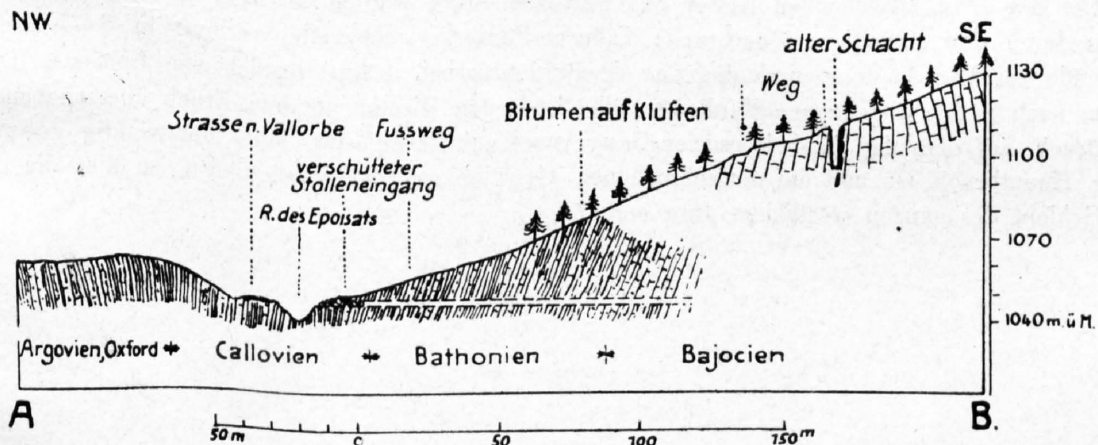 NW
SE
alter Schacht
1130
Weg
Bitumen auf Kluften
Strasse n. Vallorbe
Fussweg
verschütteter
Stolleneingang
R. des Epoisats
1100
1070
1040 m. ü M.
Argovien, Oxford
Callovien
Bathonien
Bajocien
A
B.
50 m
0
50
100
150 m